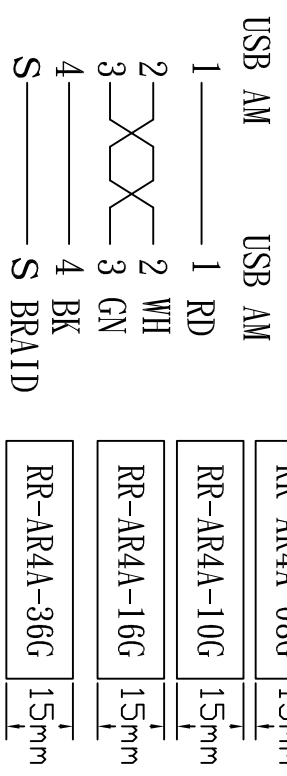 USB AM USB AM
1 1 RD
2 2 WH
3 3 GN
4 4 BK
S S BRAID
RR-AR4A-10G 15mm
RR-AR4A-16G 15mm
RR-AR4A-36G 15mm